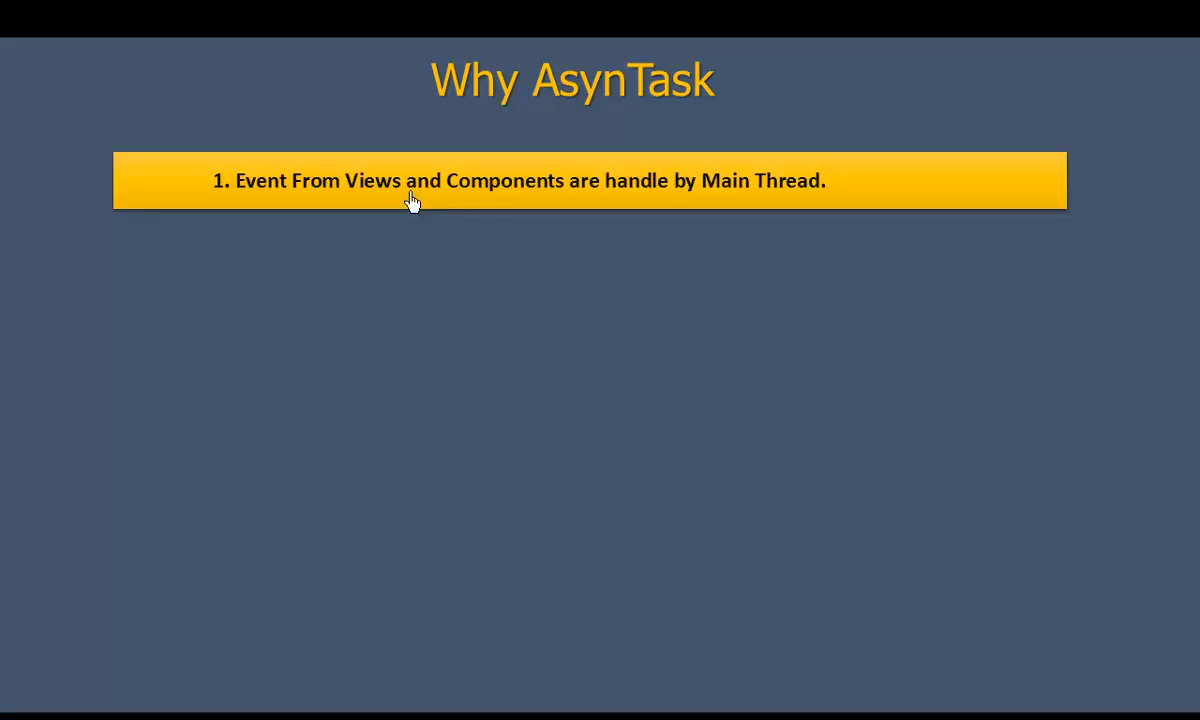 Why AsynTask
1. Event From Views and Components are handle by Main Thread.